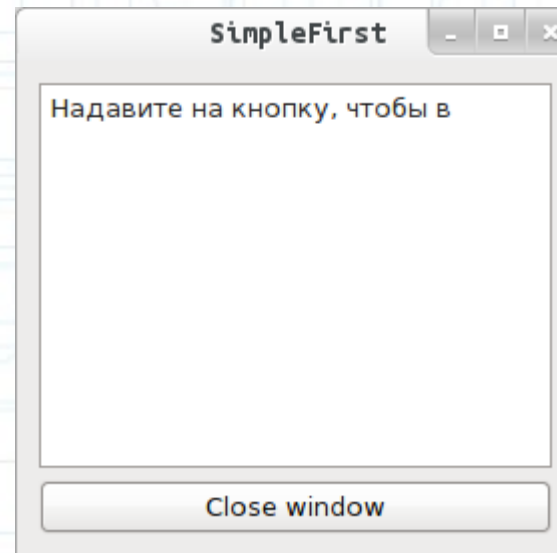 SimpleFirst
Надавите на кнопку, чтобы в
Close window